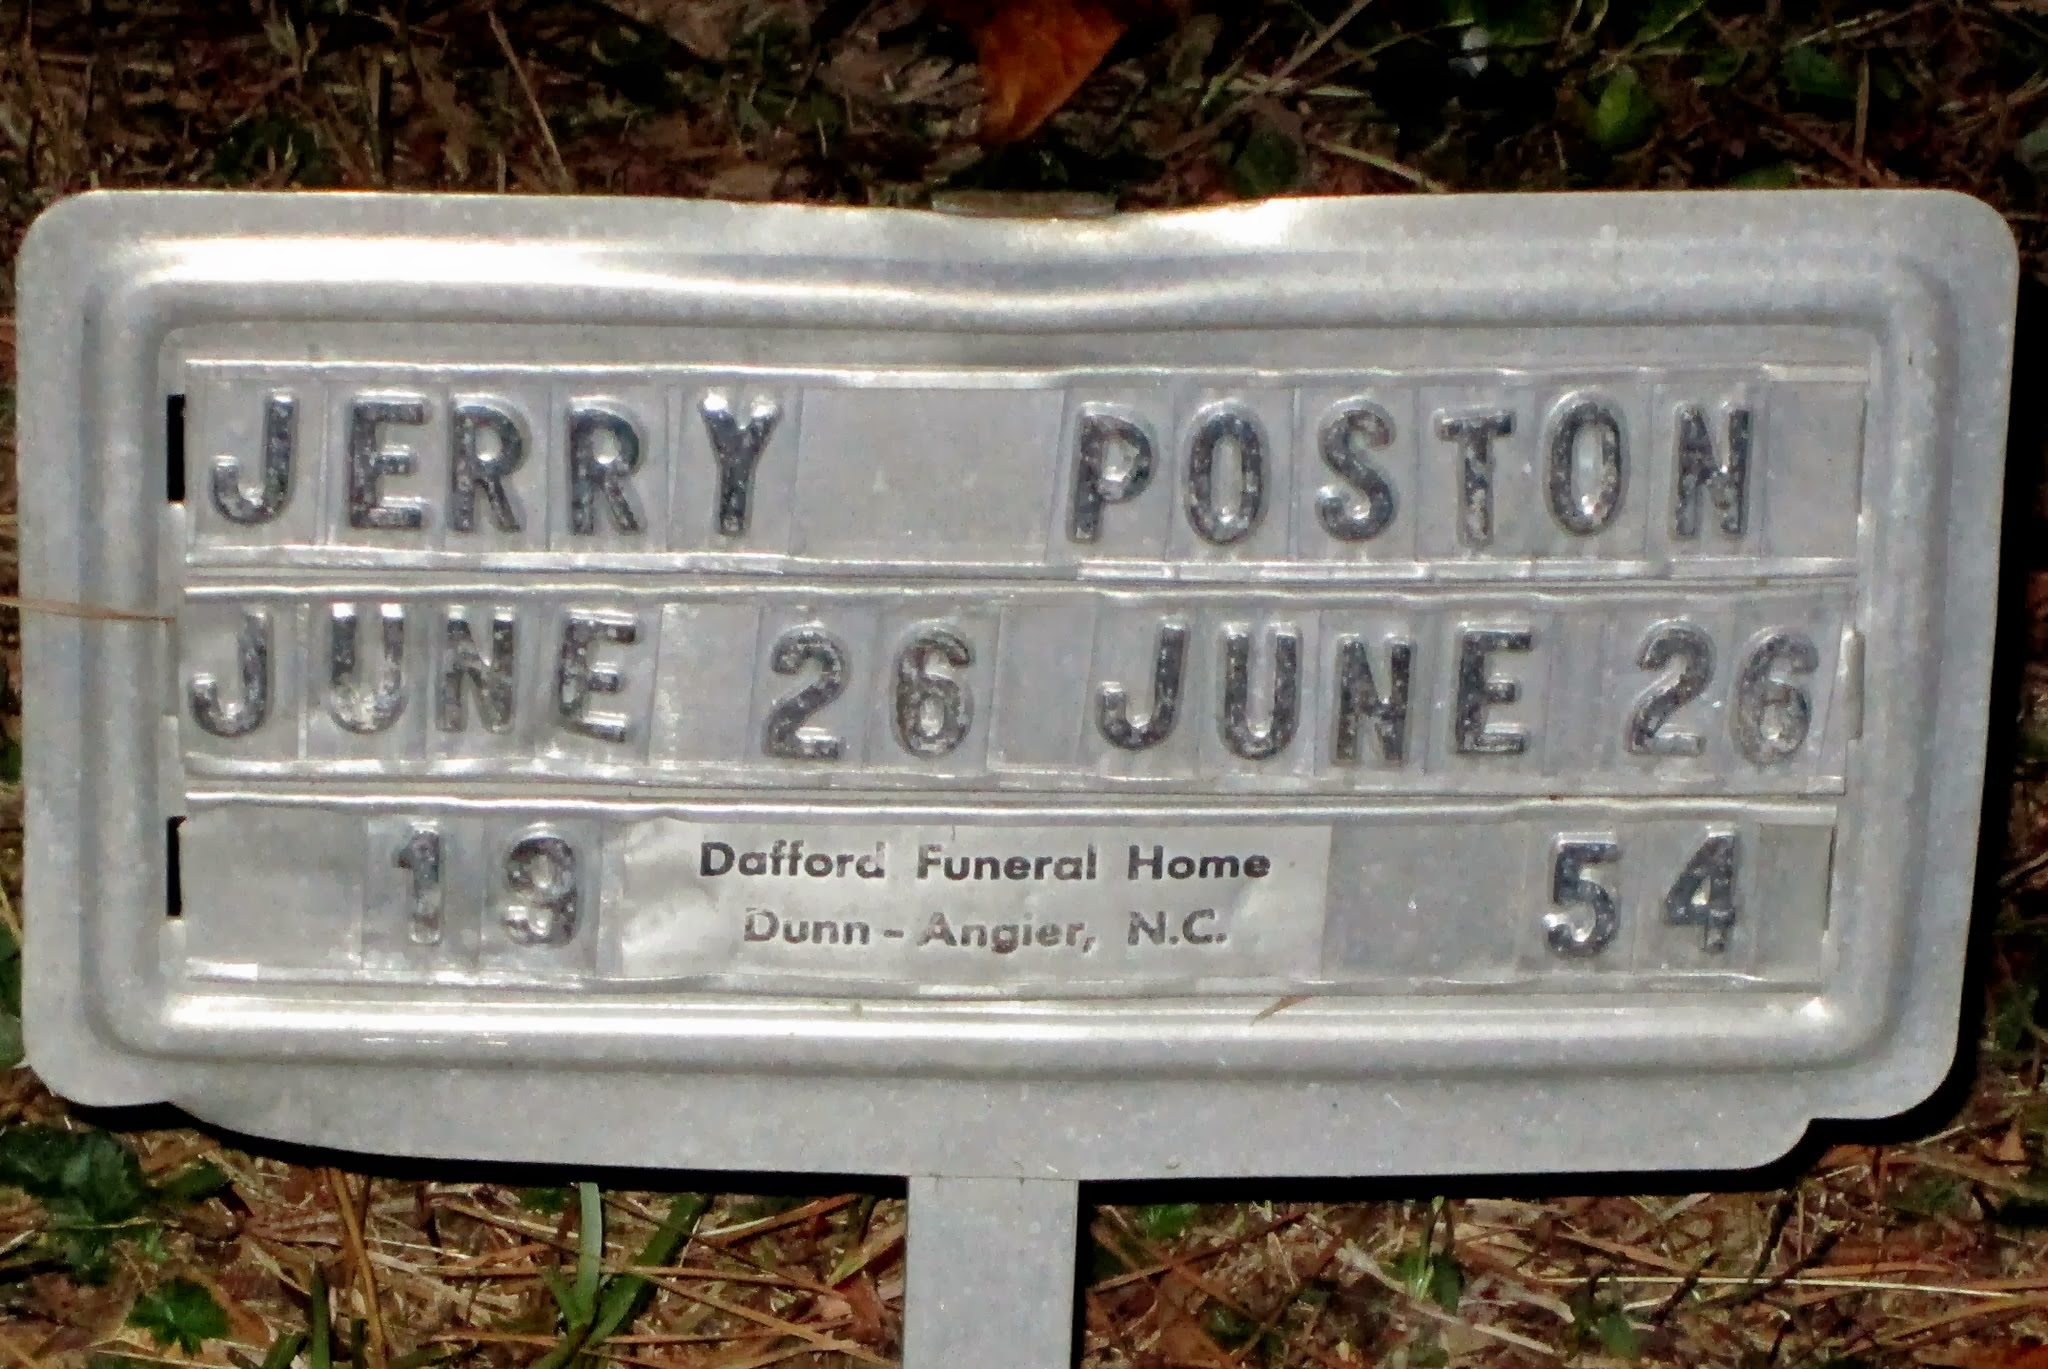 JERRY POSTON
JUNE 26 JUNE 26
19 54
Dafford Funeral Home
Dunn - Angier, N.C.